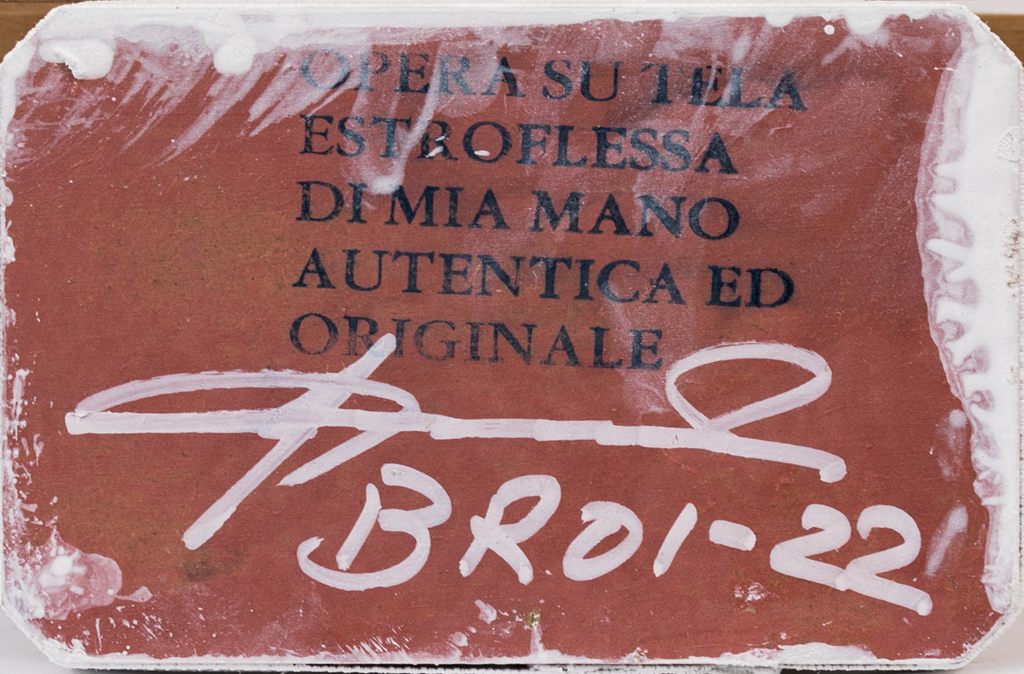 OPERA SU TELA
ESTROFLESSA
DI MIA MANO
AUTENTICA ED
ORIGINALE
BR01-22